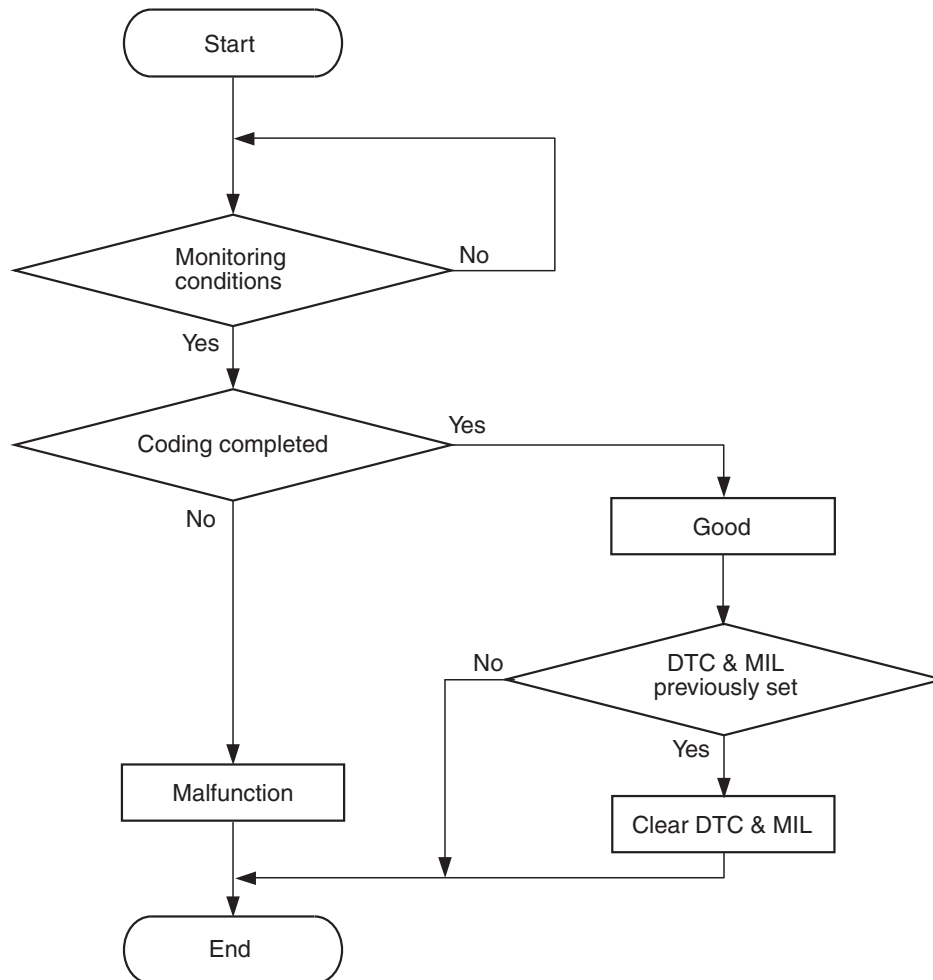 Start
Monitoring
conditions
No
Yes
Coding completed
Yes
No
Good
No
DTC & MIL
previously set
Yes
Malfunction
Clear DTC & MIL
End